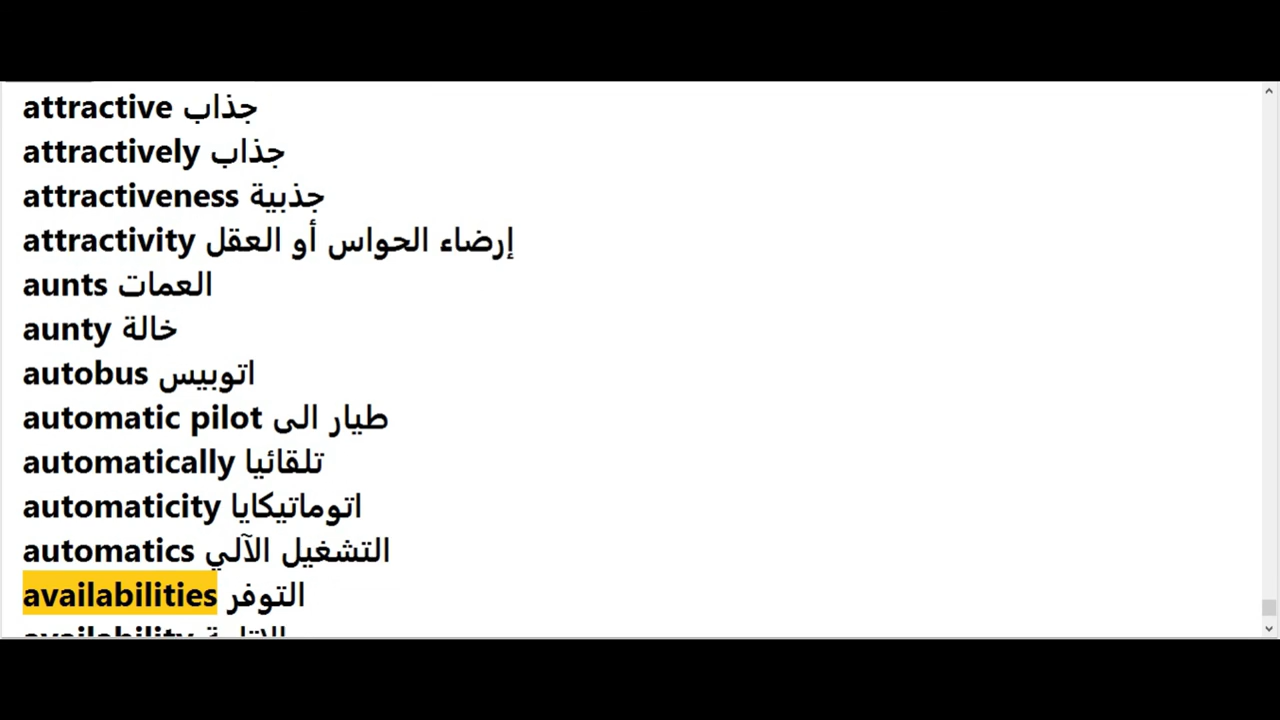 attractive جذاب
attractively جذاب
attractiveness جذبية
attractivity إرضاء الحواس أو العقل
aunts العمات
aunty خالة
autobus اتوبيس
automatic pilot طيار الى
automatically تلقائيا
automaticity اتوماتيكايا
automatics التشغيل الآلي
availabilities التوفر
availability